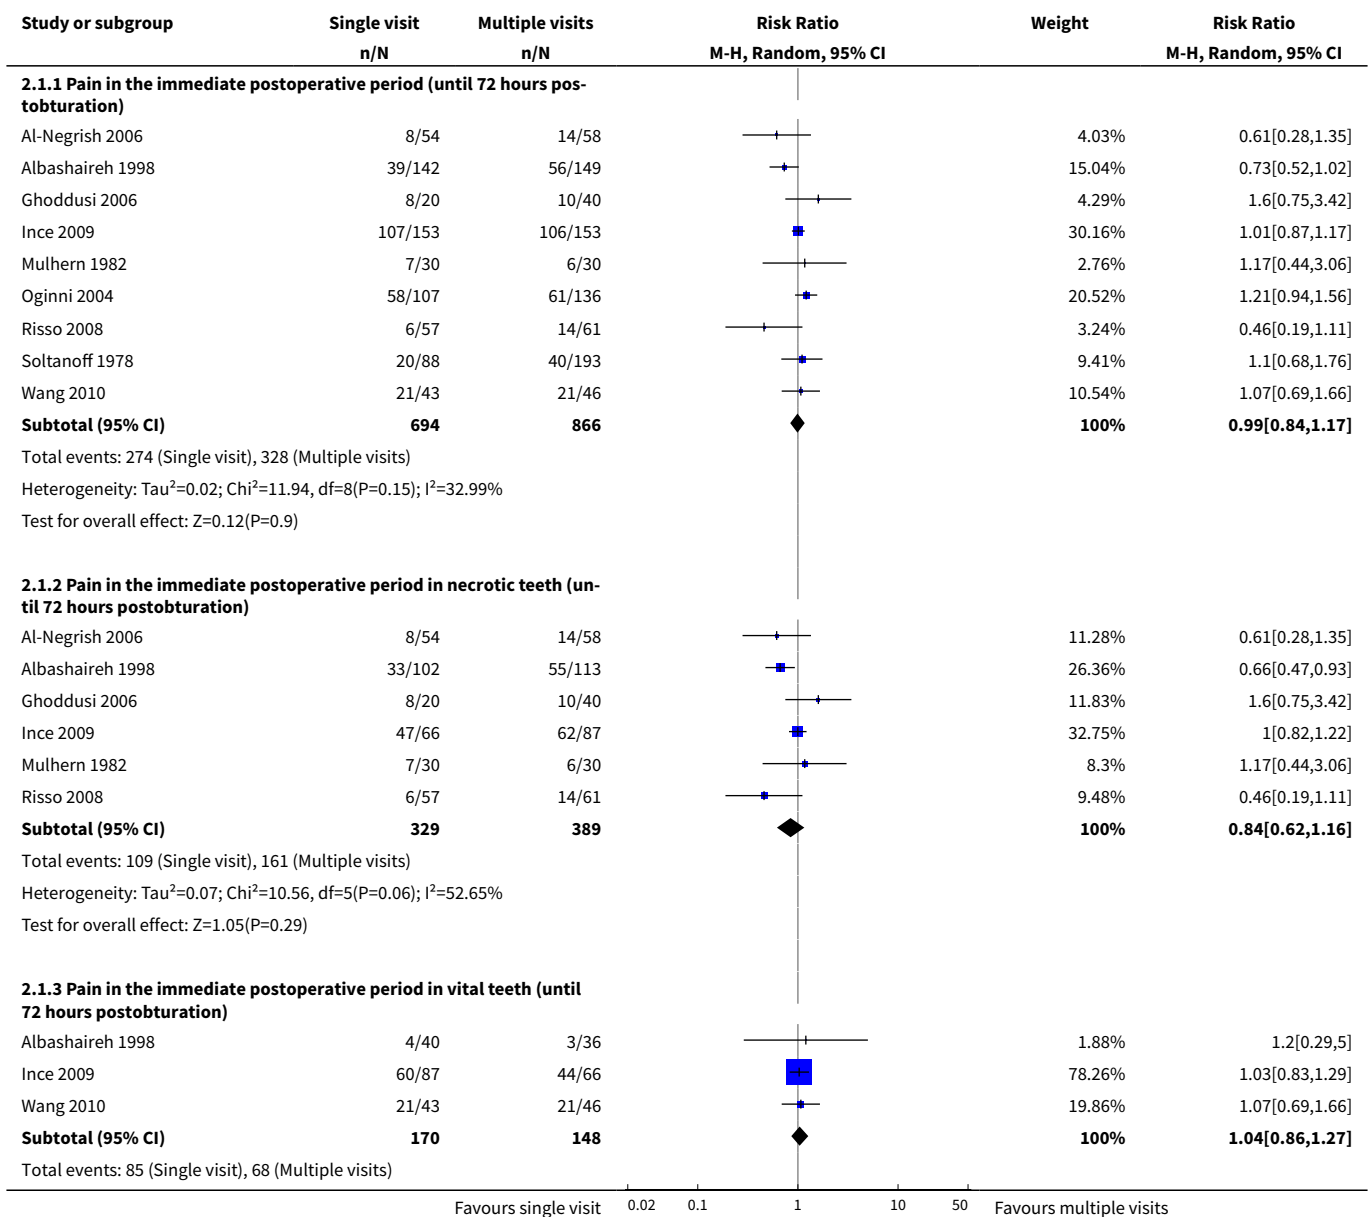 Study or subgroup Single visit Multiple visits Risk Ratio Weight Risk Ratio
n/N n/N M-H, Random, 95% CI M-H, Random, 95% CI
2.1.1 Pain in the immediate postoperative period (until 72 hours pos-
tobturation)
Al-Negrish 2006 8/54 14/58 4.03% 0.61[0.28,1.35]
Albashaireh 1998 39/142 56/149 15.04% 0.73[0.52,1.02]
Ghoddusi 2006 8/20 10/40 4.29% 1.6[0.75,3.42]
Ince 2009 107/153 106/153 30.16% 1.01[0.87,1.17]
Mulhern 1982 7/30 6/30 2.76% 1.17[0.44,3.06]
Oginni 2004 58/107 61/136 20.52% 1.21[0.94,1.56]
Risso 2008 6/57 14/61 3.24% 0.46[0.19,1.11]
Soltanoff 1978 20/88 40/193 9.41% 1.1[0.68,1.76]
Wang 2010 21/43 21/46 10.54% 1.07[0.69,1.66]
Subtotal (95% CI) 694 866 100% 0.99[0.84,1.17]
Total events: 274 (Single visit), 328 (Multiple visits)
Heterogeneity: Tau²=0.02; Chi²=11.94, df=8(P=0.15); I²=32.99%
Test for overall effect: Z=0.12(P=0.9)
2.1.2 Pain in the immediate postoperative period in necrotic teeth (un-
til 72 hours postobturation)
Al-Negrish 2006 8/54 14/58 11.28% 0.61[0.28,1.35]
Albashaireh 1998 33/102 55/113 26.36% 0.66[0.47,0.93]
Ghoddusi 2006 8/20 10/40 11.83% 1.6[0.75,3.42]
Ince 2009 47/66 62/87 32.75% 1[0.82,1.22]
Mulhern 1982 7/30 6/30 8.3% 1.17[0.44,3.06]
Risso 2008 6/57 14/61 9.48% 0.46[0.19,1.11]
Subtotal (95% CI) 329 389 100% 0.84[0.62,1.16]
Total events: 109 (Single visit), 161 (Multiple visits)
Heterogeneity: Tau²=0.07; Chi²=10.56, df=5(P=0.06); I²=52.65%
Test for overall effect: Z=1.05(P=0.29)
2.1.3 Pain in the immediate postoperative period in vital teeth (until
72 hours postobturation)
Albashaireh 1998 4/40 3/36 1.88% 1.2[0.29,5]
Ince 2009 60/87 44/66 78.26% 1.03[0.83,1.29]
Wang 2010 21/43 21/46 19.86% 1.07[0.69,1.66]
Subtotal (95% CI) 170 148 100% 1.04[0.86,1.27]
Total events: 85 (Single visit), 68 (Multiple visits)
Favours single visit 0.02 0.1 1 10 50 Favours multiple visits